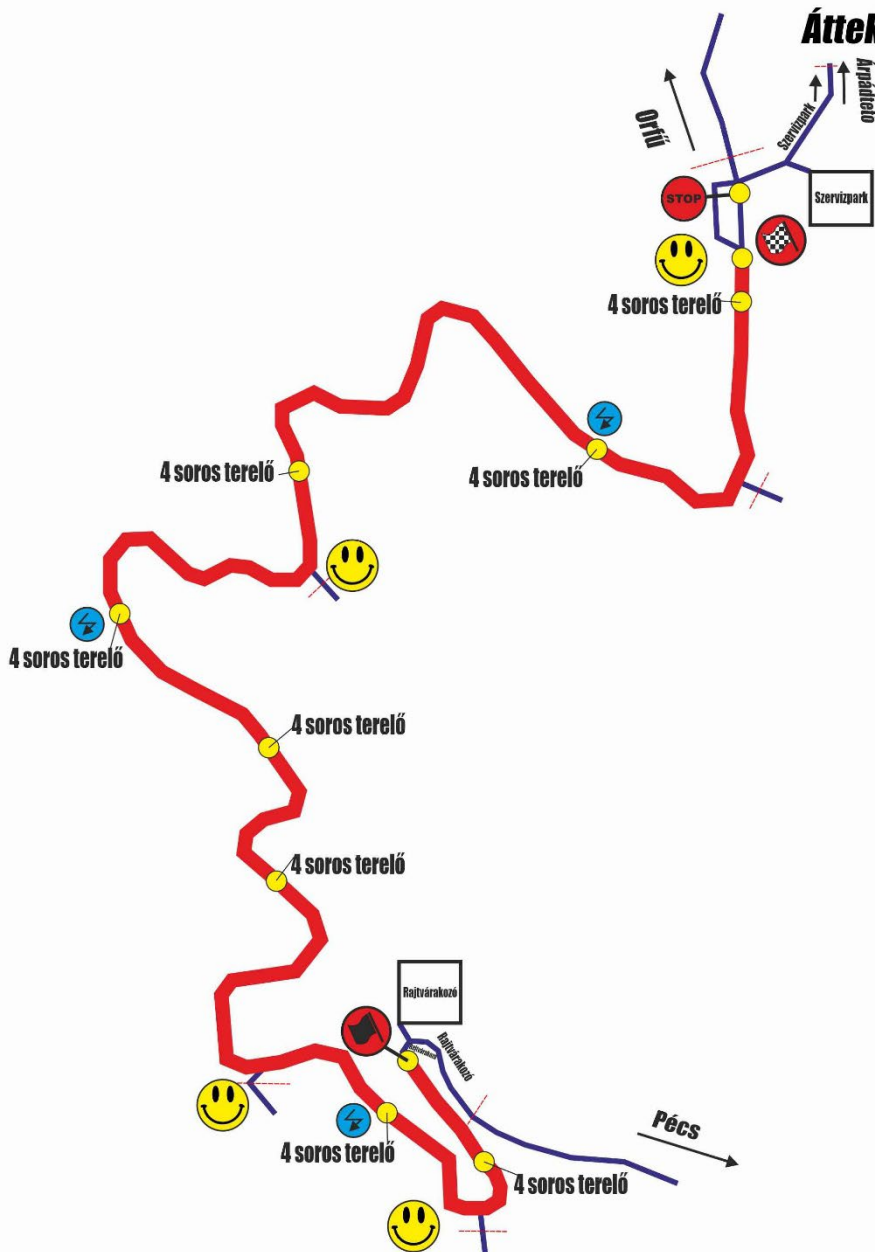 Áttek
Árpádtető
Szervizpark
Orfű
STOP
Szervizpark
4 soros terelő
4 soros terelő
4 soros terelő
4 soros terelő
4 soros terelő
4 soros terelő
Rajtvárakozó
Rajtvárakozó
Pécs
4 soros terelő
4 soros terelő